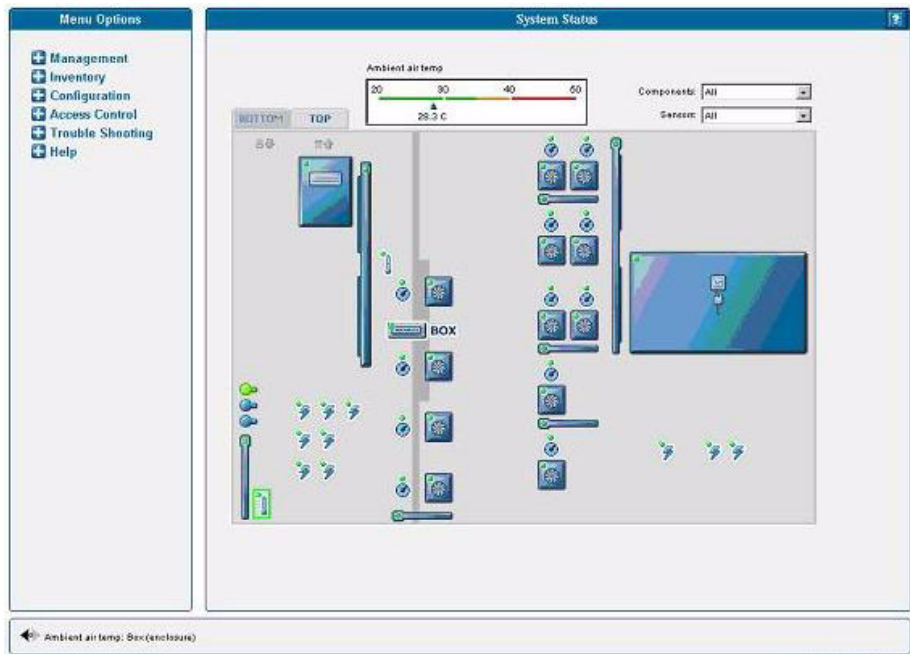 Menu Options
Management
Inventory
Configuration
Access Control
Trouble Shooting
Help
System Status
?
Ambient air temp
20 30 40 60
28.3 C
Components: All
Sensors: All
BOTTOM TOP
BOX
Ambient air temp: Box (enclosure)